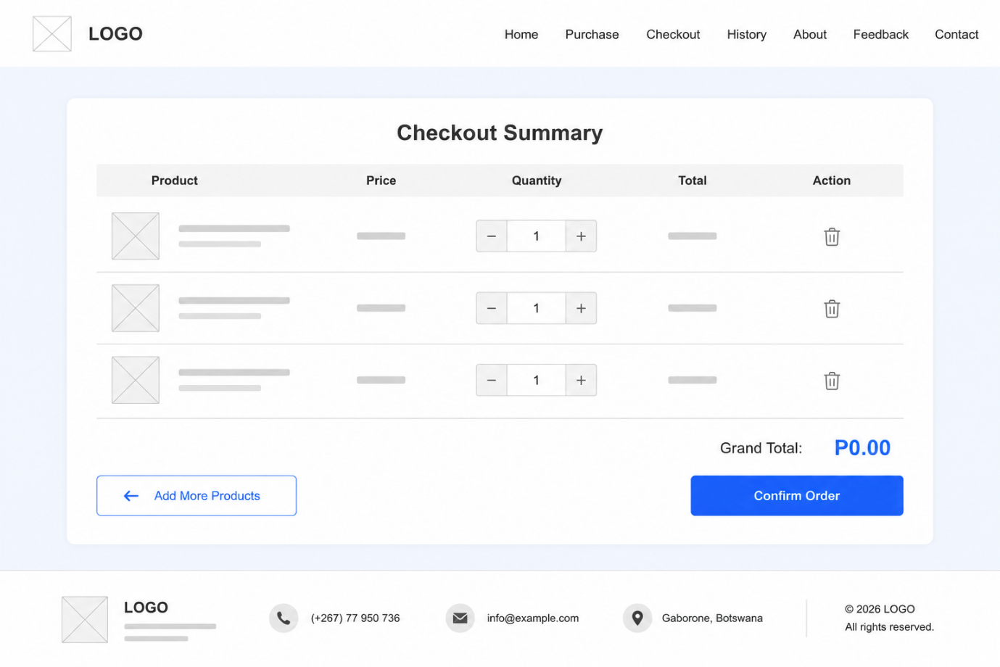 LOGO
Home Purchase Checkout History About Feedback Contact
Checkout Summary
Product Price Quantity Total Action
1
1
1
Grand Total: P0.00
Add More Products
Confirm Order
LOGO
(+267) 77 950 736
info@example.com
Gaborone, Botswana
© 2026 LOGO
All rights reserved.